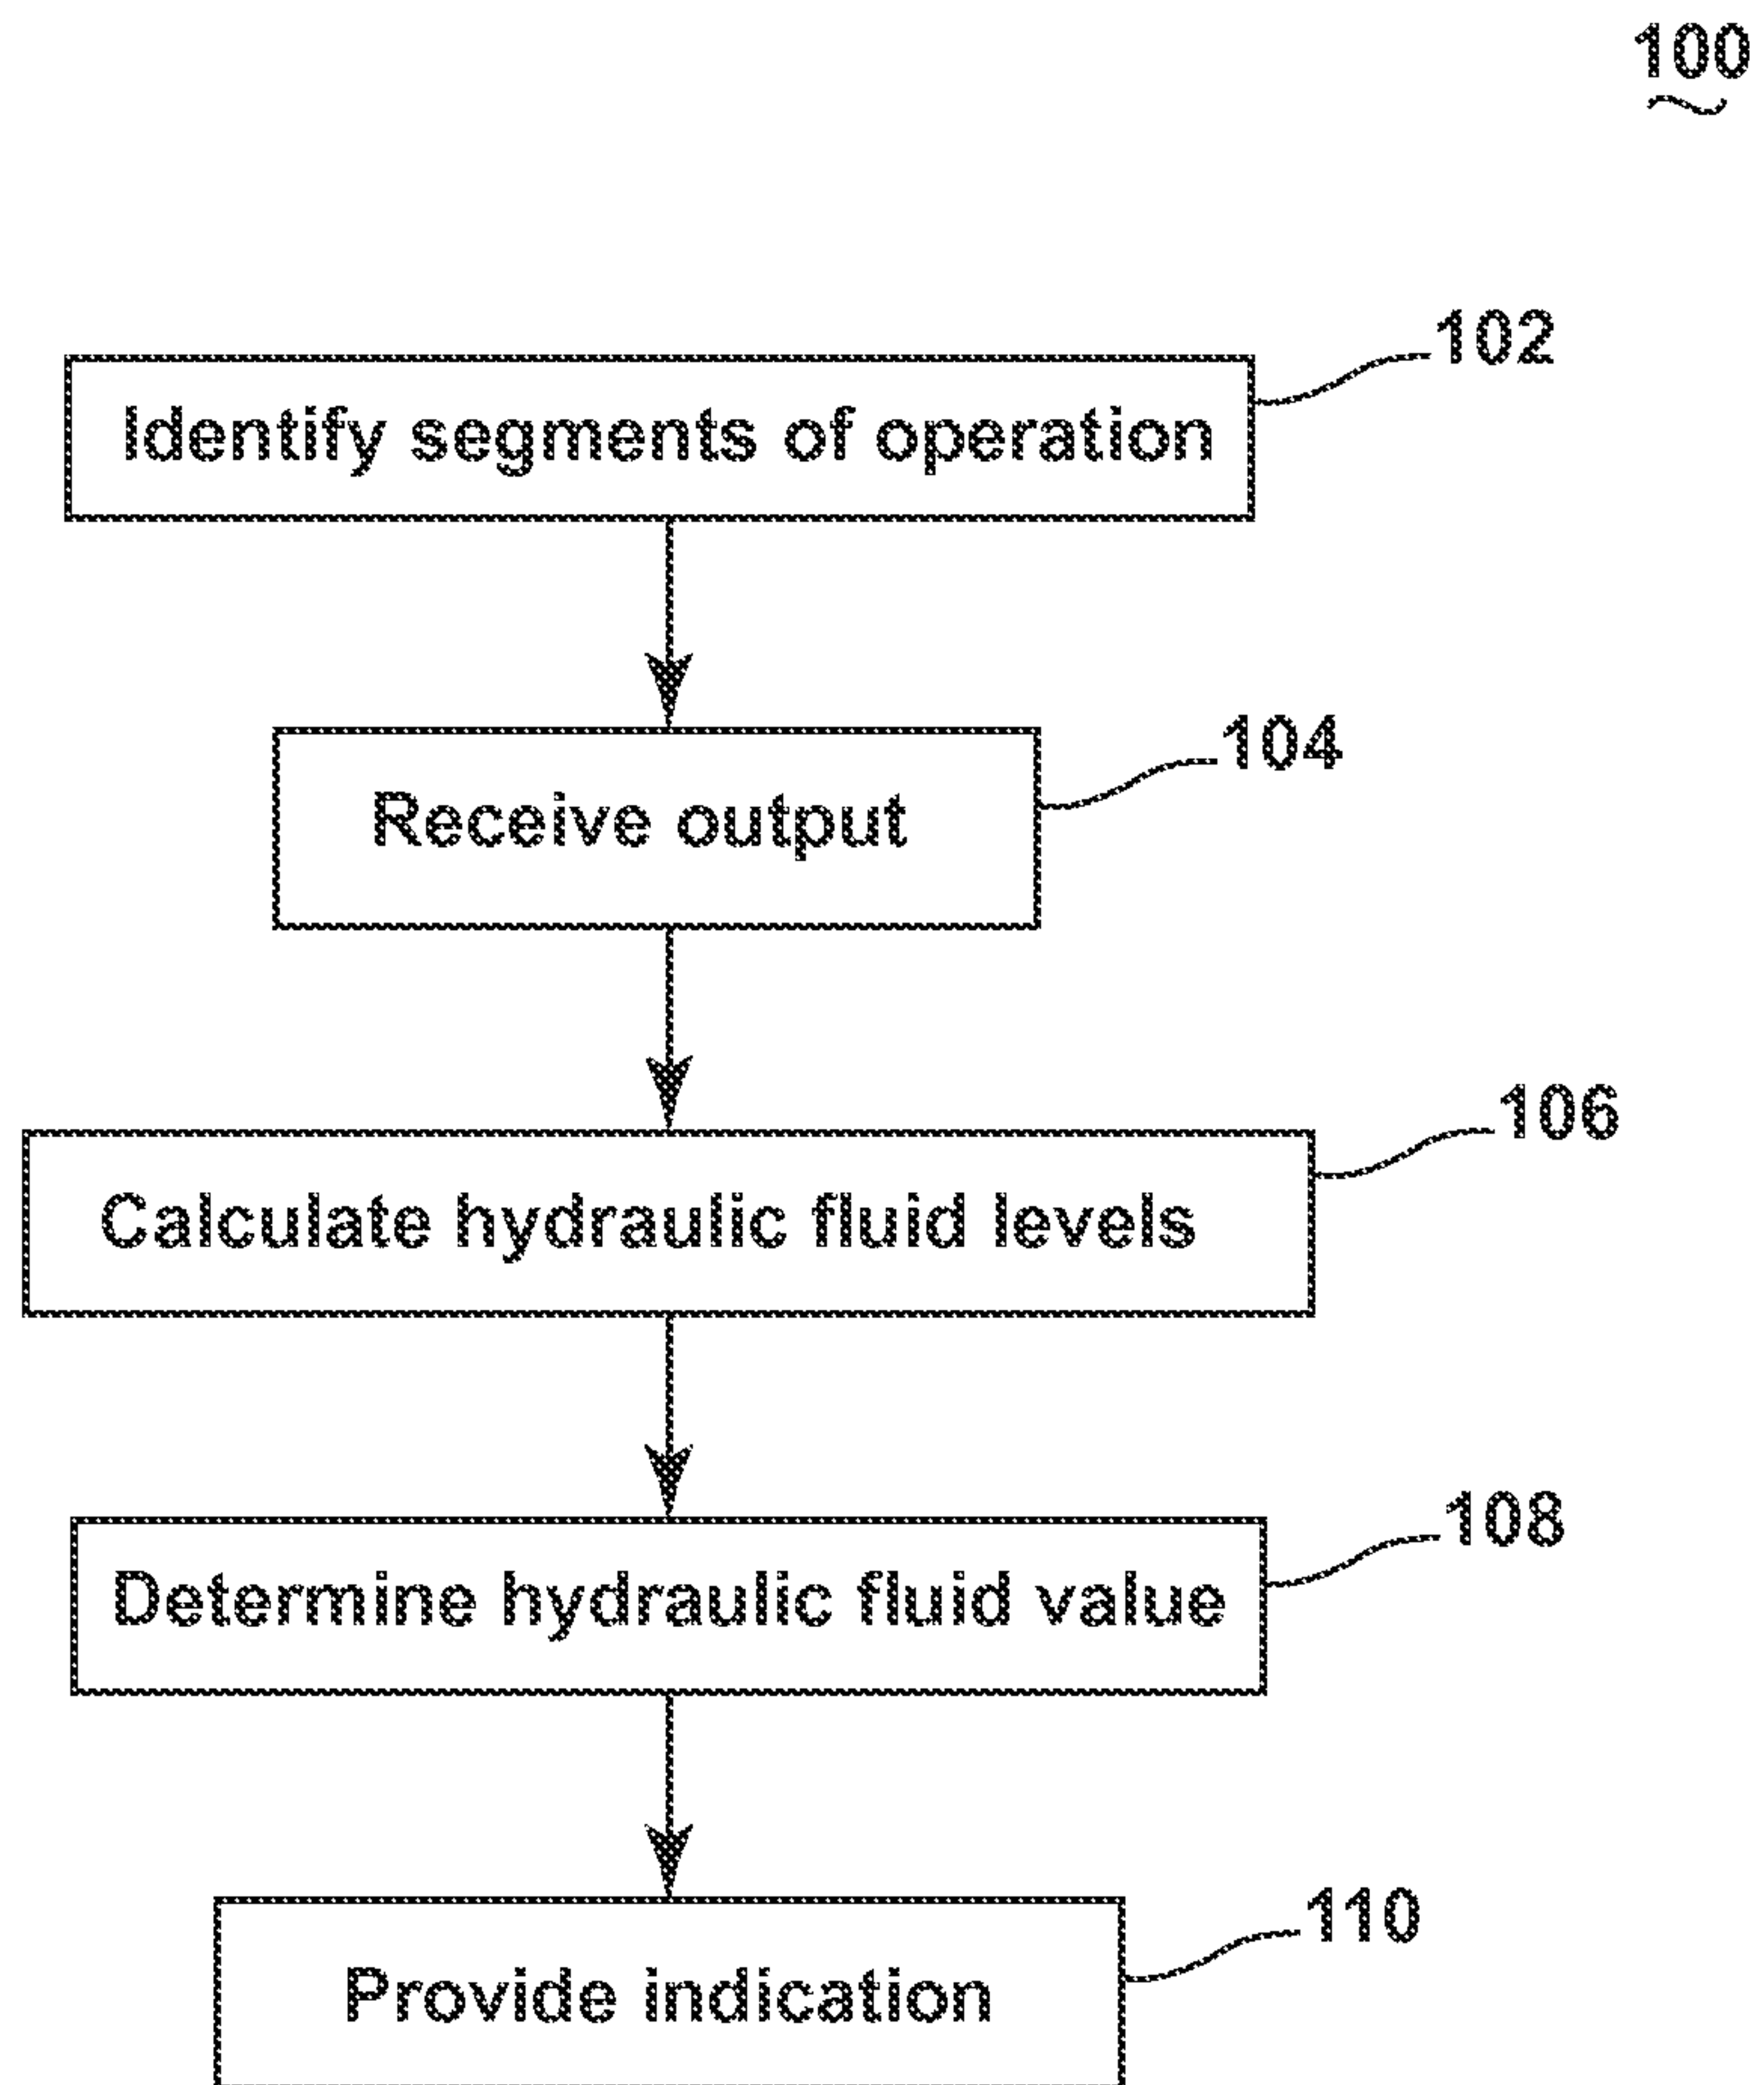 100
102
Identify segments of operation
104
Receive output
106
Calculate hydraulic fluid levels
108
Determine hydraulic fluid value
110
Provide indication